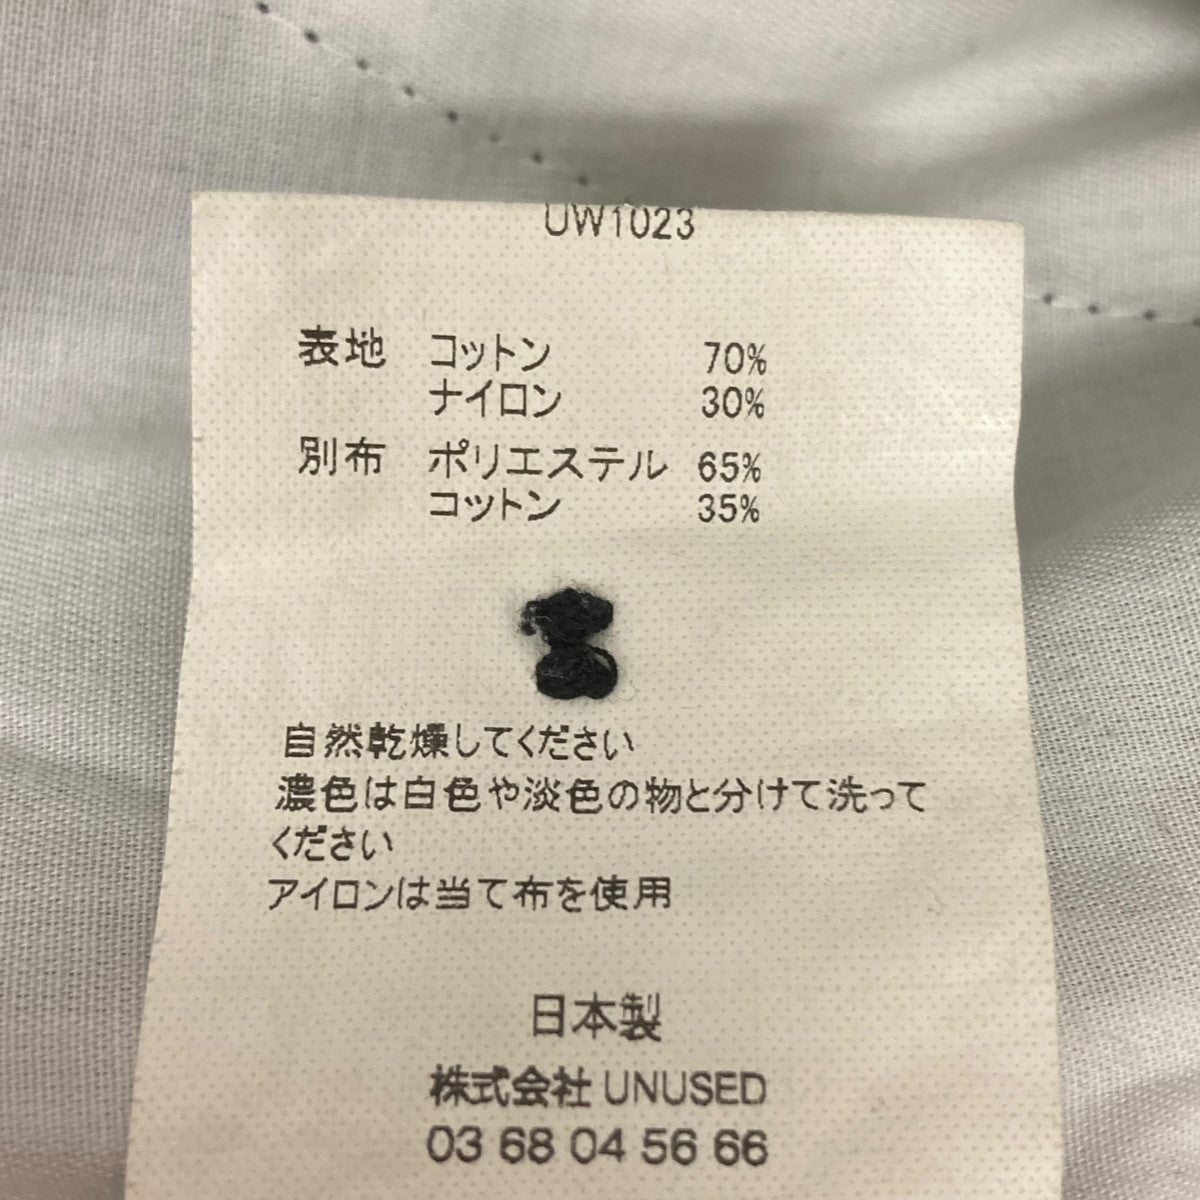 UW1023
表地 コットン 70%
ナイロン 30%
別布 ポリエステル 65%
コットン 35%
自然乾燥してください
濃色は白色や淡色の物と分けて洗って
ください
アイロンは当て布を使用
日本製
株式会社 UNUSED
03 68 04 56 66